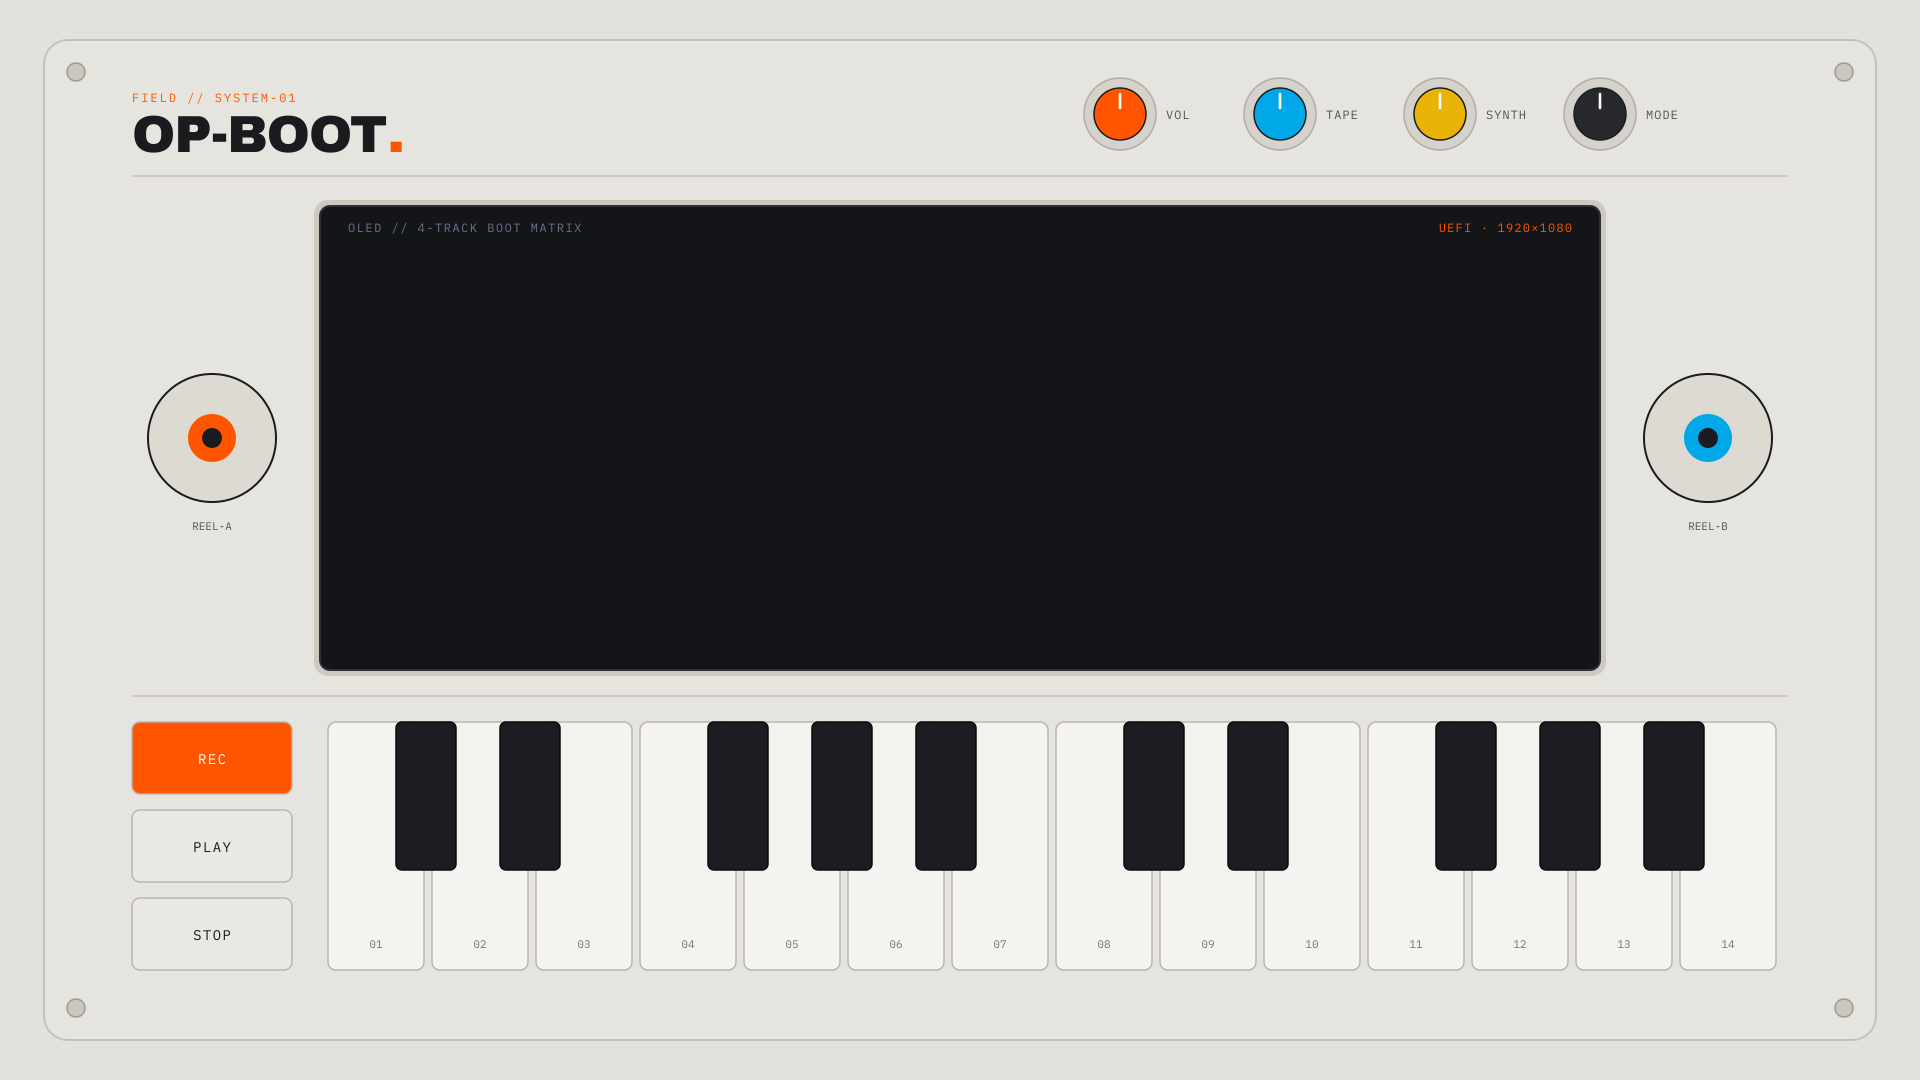 FIELD // SYSTEM-01
OP-BOOT.
VOL
TAPE
SYNTH
MODE
OLED // 4-TRACK BOOT MATRIX
UEFI · 1920×1080
REEL-A
REEL-B
REC
PLAY
STOP
01 02 03 04 05 06 07 08 09 10 11 12 13 14